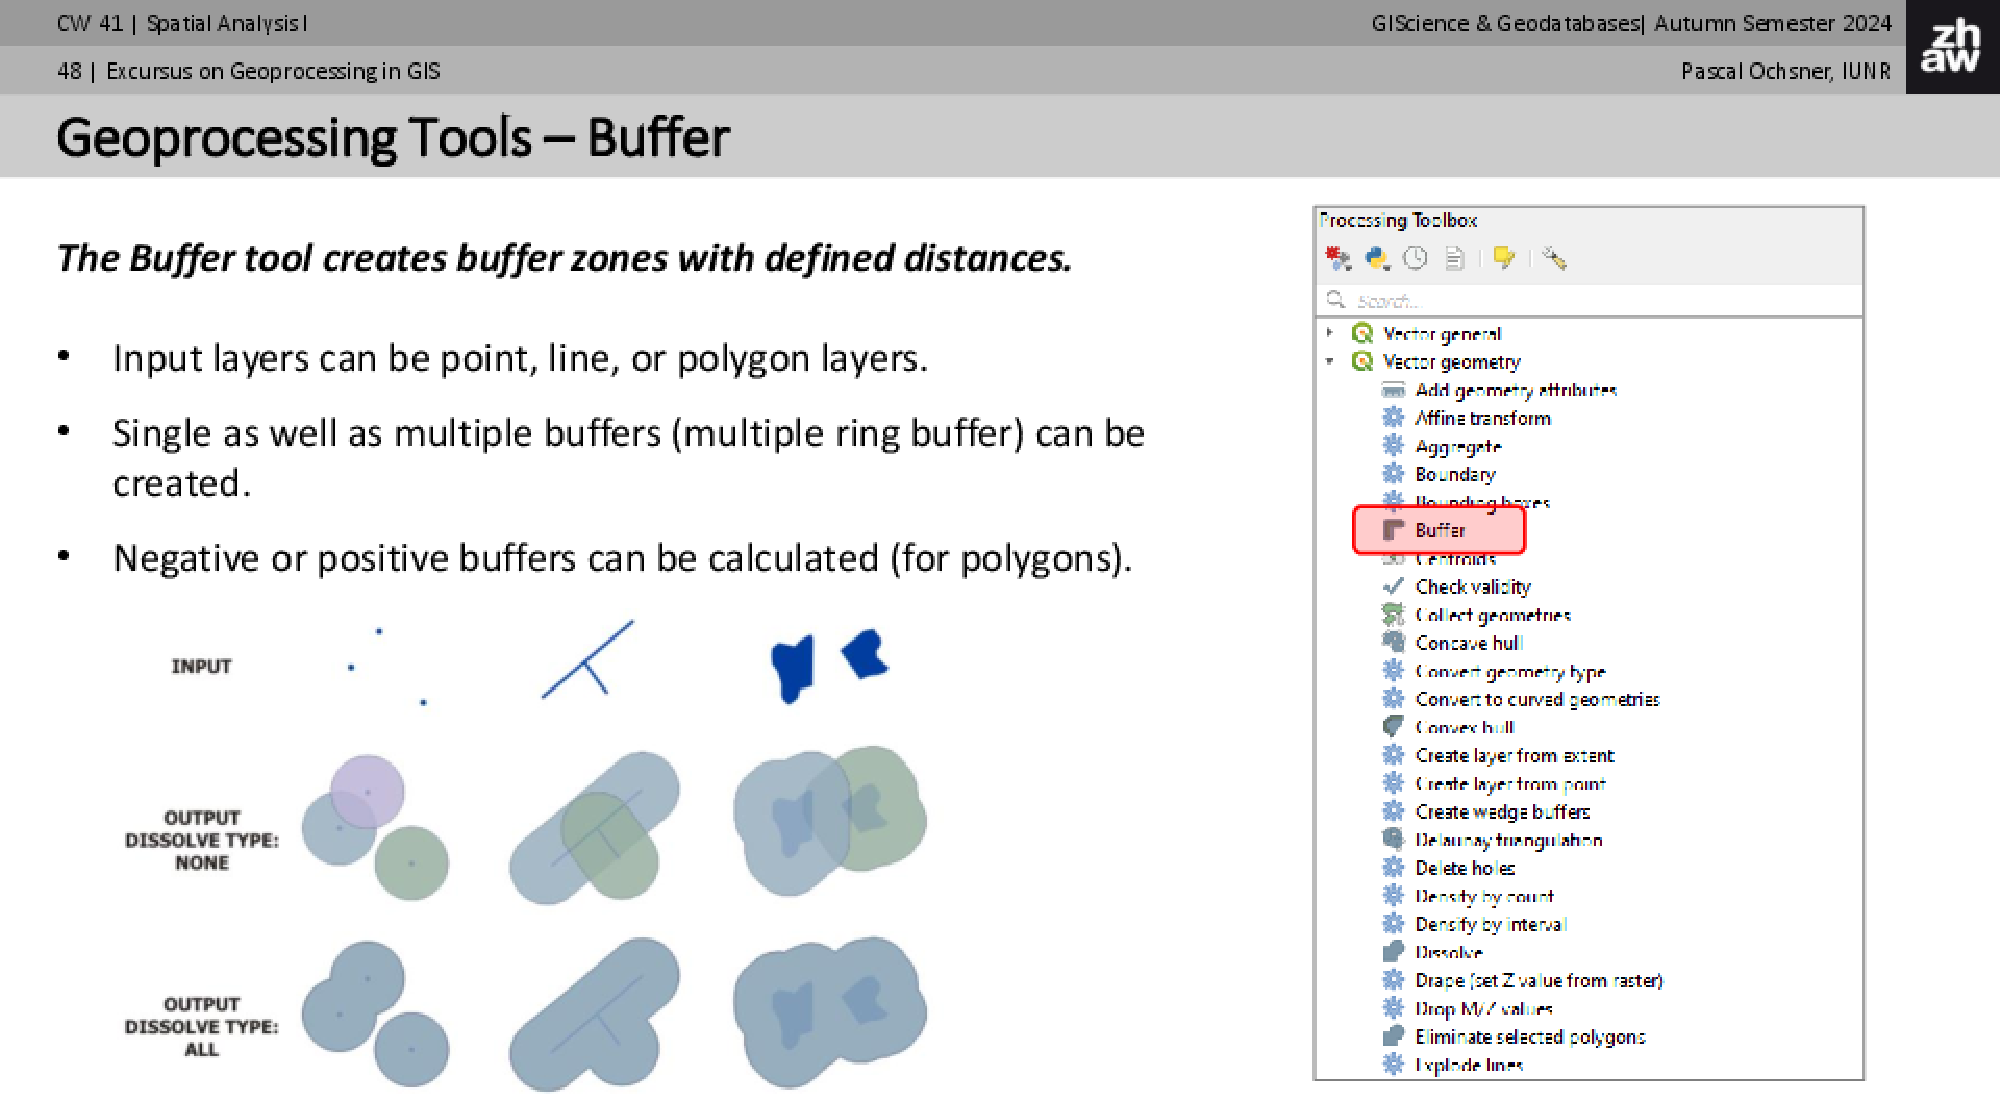 CW 41 | Spatial Analysis I
GIScience & Geodatabases| Autumn Semester 2024
48 | Excursus on Geoprocessing in GIS
Pascal Ochsner, IUNR
zh
aw
Geoprocessing Tools – Buffer
The Buffer tool creates buffer zones with defined distances.
• Input layers can be point, line, or polygon layers.
• Single as well as multiple buffers (multiple ring buffer) can be
created.
• Negative or positive buffers can be calculated (for polygons).
INPUT
OUTPUT
DISSOLVE TYPE:
NONE
OUTPUT
DISSOLVE TYPE:
ALL
Processing Toolbox
Search...
Vector general
Vector geometry
Add geometry attributes
Affine transform
Aggregate
Boundary
Bounding boxes
Buffer
Centroids
Check validity
Collect geometries
Concave hull
Convert geometry type
Convert to curved geometries
Convex hull
Create layer from extent
Create layer from point
Create wedge buffers
Delaunay triangulation
Delete holes
Densify by count
Densify by interval
Dissolve
Drape (set Z value from raster)
Drop M/Z values
Eliminate selected polygons
Explode lines